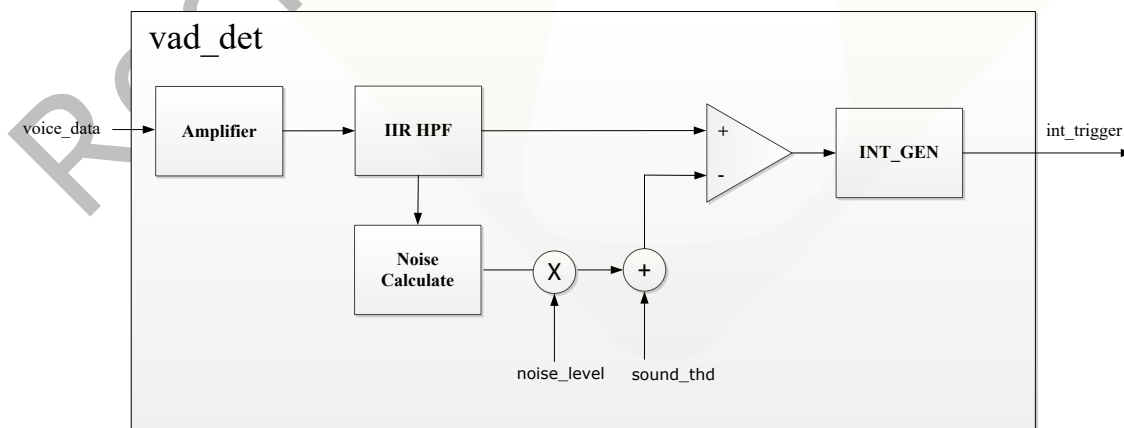 vad_det
voice_data
Amplifier
IIR HPF
+
-
INT_GEN
int_trigger
Noise
Calculate
X
+
noise_level
sound_thd